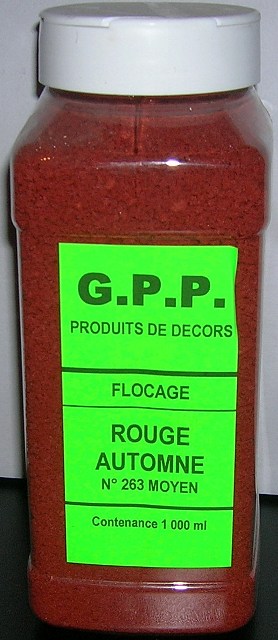 G.P.P.
PRODUITS DE DECORS
FLOCAGE
ROUGE
AUTOMNE
N° 263 MOYEN
Contenance 1 000 ml